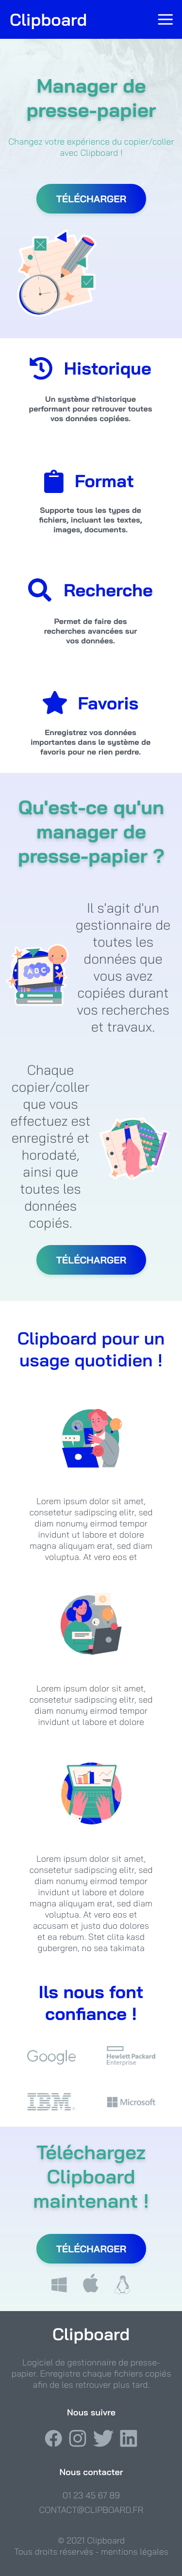 Clipboard
Manager de
presse-papier
Changez votre expérience du copier/coller
avec Clipboard !
TÉLÉCHARGER
Historique
Un système d'historique
performant pour retrouver toutes
vos données copiées.
Format
Supporte tous les types de
fichiers, incluant les textes,
images, documents.
Recherche
Permet de faire des
recherches avancées sur
vos données.
Favoris
Enregistrez vos données
importantes dans le système de
favoris pour ne rien perdre.
Qu'est-ce qu'un
manager de
presse-papier ?
Il s'agit d'un
gestionnaire de
toutes les
données que
vous avez
copiées durant
vos recherches
et travaux.
Chaque
copier/coller
que vous
effectuez est
enregistré et
horodaté,
ainsi que
toutes les
données
copiés.
TÉLÉCHARGER
Clipboard pour un
usage quotidien !
Lorem ipsum dolor sit amet,
consetetur sadipscing elitr, sed
diam nonumy eirmod tempor
invidunt ut labore et dolore
magna aliquyam erat, sed diam
voluptua. At vero eos et
Lorem ipsum dolor sit amet,
consetetur sadipscing elitr, sed
diam nonumy eirmod tempor
invidunt ut labore et dolore
Lorem ipsum dolor sit amet,
consetetur sadipscing elitr, sed
diam nonumy eirmod tempor
invidunt ut labore et dolore
magna aliquyam erat, sed diam
voluptua. At vero eos et
accusam et justo duo dolores
et ea rebum. Stet clita kasd
gubergren, no sea takimata
Ils nous font
confiance !
Google
Hewlett Packard
Enterprise
IBM
Microsoft
Téléchargez
Clipboard
maintenant !
TÉLÉCHARGER
Clipboard
Logiciel de gestionnaire de presse-
papier. Enregistre chaque fichiers copiés
afin de les retrouver plus tard.
Nous suivre
Nous contacter
01 23 45 67 89
CONTACT@CLIPBOARD.FR
© 2021 Clipboard
Tous droits réservés - mentions légales